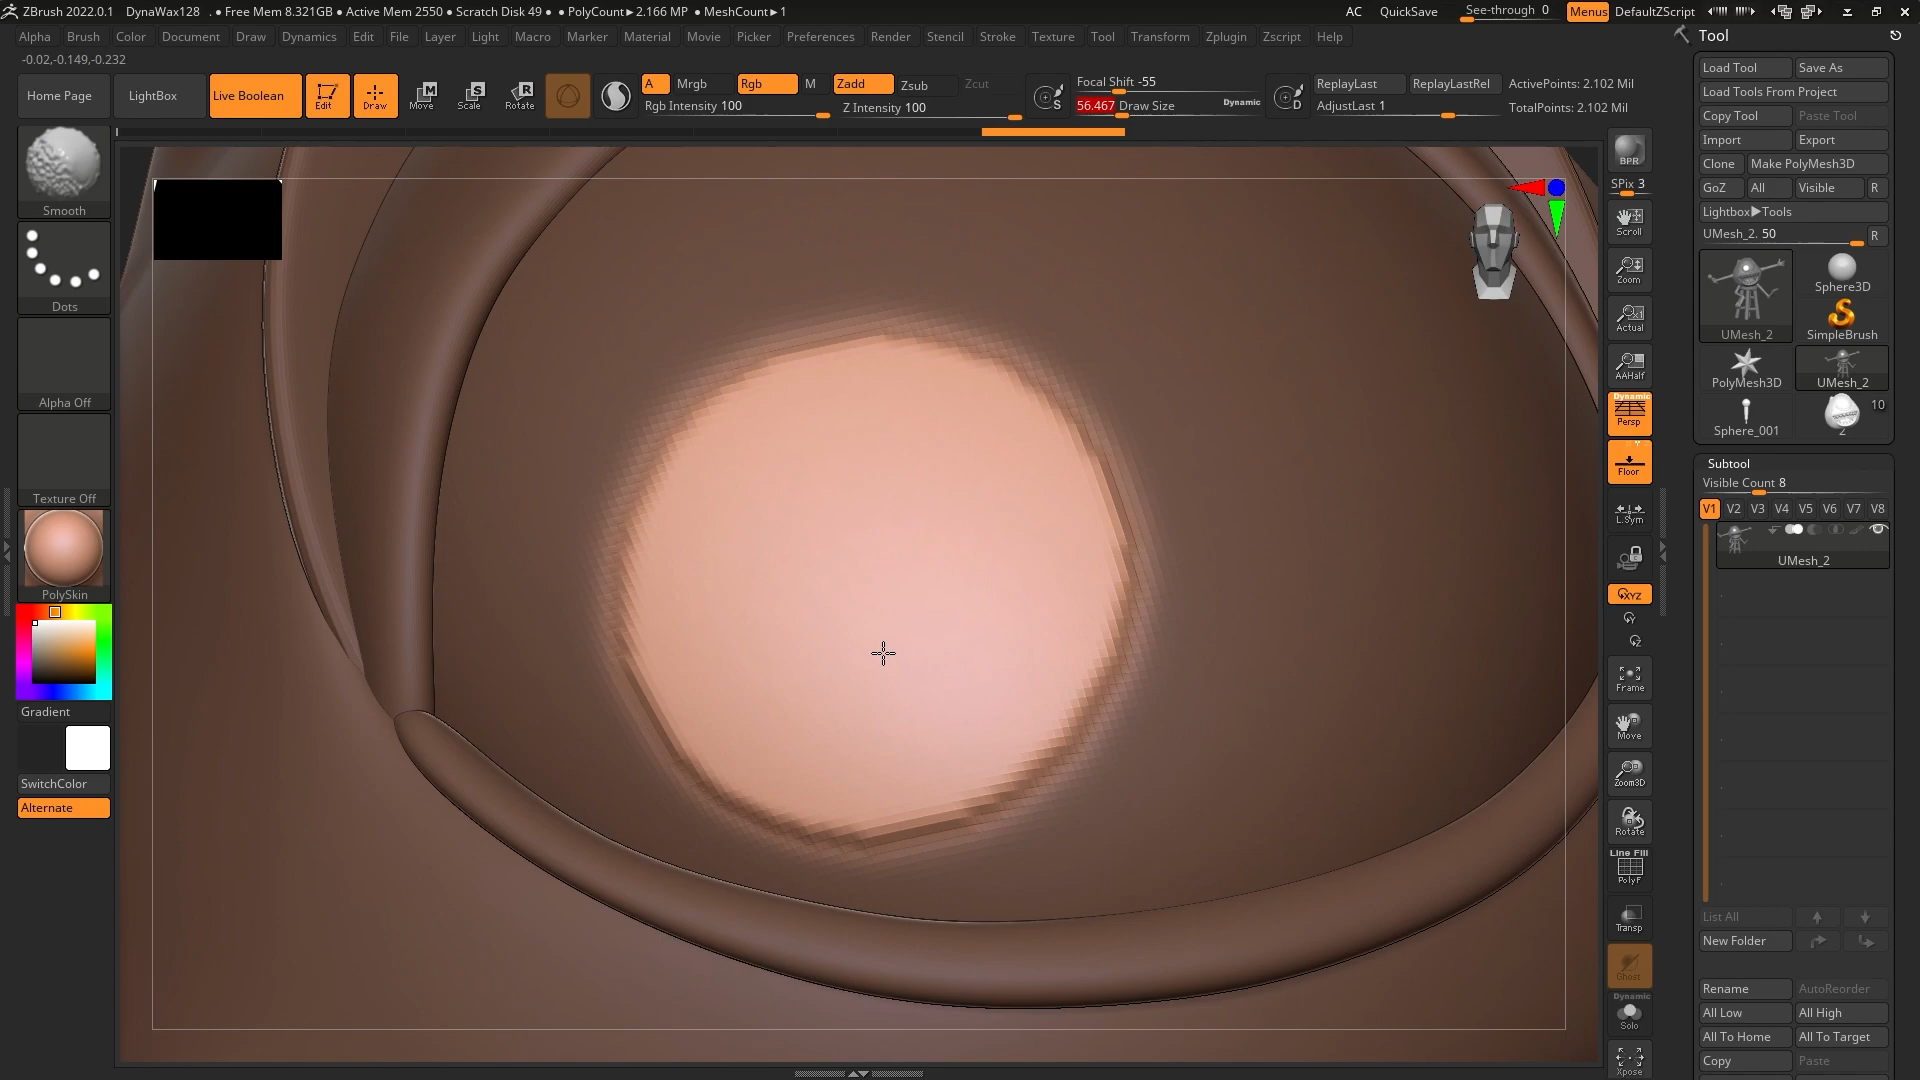 ZBrush 2022.0.1 DynaWax128 . • Free Mem 8.321GB • Active Mem 2550 • Scratch Disk 49 • • PolyCount►2.166 MP • MeshCount►1 AC QuickSave See-through 0 Menus DefaultZScript
Alpha Brush Color Document Draw Dynamics Edit File Layer Light Macro Marker Material Movie Picker Preferences Render Stencil Stroke Texture Tool Transform Zplugin Zscript Help
-0.02,-0.149,-0.232
Home Page LightBox Live Boolean Edit Draw Move Scale Rotate
M S R
A Mrgb Rgb M Zadd Zsub Zcut
Rgb Intensity 100 Z Intensity 100
S Focal Shift -55
56.467 Draw Size Dynamic
D ReplayLast ReplayLastRel ActivePoints: 2.102 Mil
AdjustLast 1 TotalPoints: 2.102 Mil
Smooth
Dots
Alpha Off
Texture Off
PolySkin
Gradient
SwitchColor
Alternate
BPR
SPix 3
Scroll
Zoom
Actual
AAHalf
Dynamic
Persp
Floor
L.Sym
XYZ
Y
Z
Frame
Move
Zoom3D
Rotate
Line Fill
PolyF
Transp
Ghost
Dynamic
Solo
Xpose
Tool
Load Tool Save As
Load Tools From Project
Copy Tool Paste Tool
Import Export
Clone Make PolyMesh3D
GoZ All Visible R
Lightbox►Tools
UMesh_2. 50 R
UMesh_2 Sphere3D
SimpleBrush
PolyMesh3D UMesh_2
10
Sphere_001 2
Subtool
Visible Count 8
V1 V2 V3 V4 V5 V6 V7 V8
UMesh_2
List All
New Folder
Rename AutoReorder
All Low All High
All To Home All To Target
Copy Paste